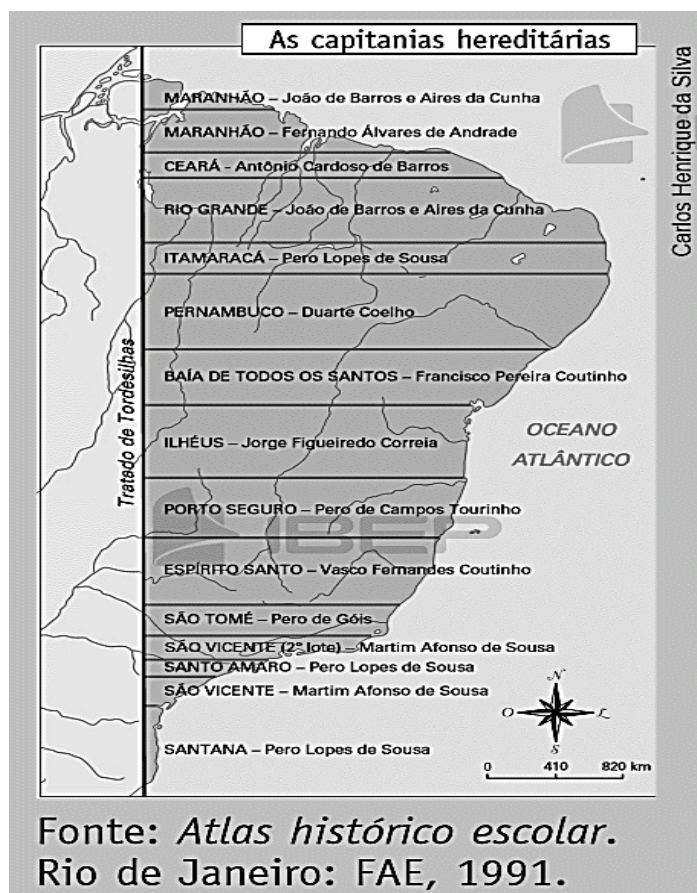 As capitanias hereditárias
Carlos Henrique da Silva
MARANHÃO – João de Barros e Aires da Cunha
MARANHÃO – Fernando Álvares de Andrade
CEARÁ - Antônio Cardoso de Barros
RIO GRANDE – João de Barros e Aires da Cunha
ITAMARACÁ – Pero Lopes de Sousa
PERNAMBUCO – Duarte Coelho
BAÍA DE TODOS OS SANTOS – Francisco Pereira Coutinho
Tratado de Tordesilhas
OCEANO
ATLÂNTICO
ILHÉUS – Jorge Figueiredo Correia
PORTO SEGURO – Pero de Campos Tourinho
IBEP
ESPÍRITO SANTO – Vasco Fernandes Coutinho
SÃO TOMÉ – Pero de Góis
SÃO VICENTE (2º lote) – Martim Afonso de Sousa
SANTO AMARO – Pero Lopes de Sousa
SÃO VICENTE – Martim Afonso de Sousa
SANTANA – Pero Lopes de Sousa
N
O L
S
0 410 820 km
Fonte: Atlas histórico escolar.
Rio de Janeiro: FAE, 1991.